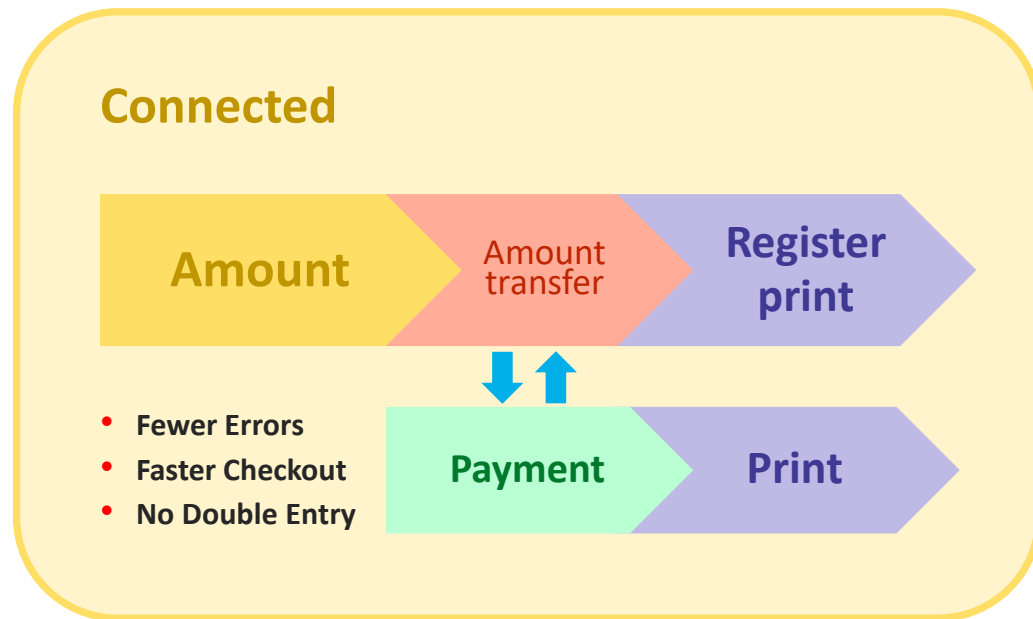 Connected
Amount
Amount
transfer
Register
print
• Fewer Errors
• Faster Checkout
• No Double Entry
Payment
Print